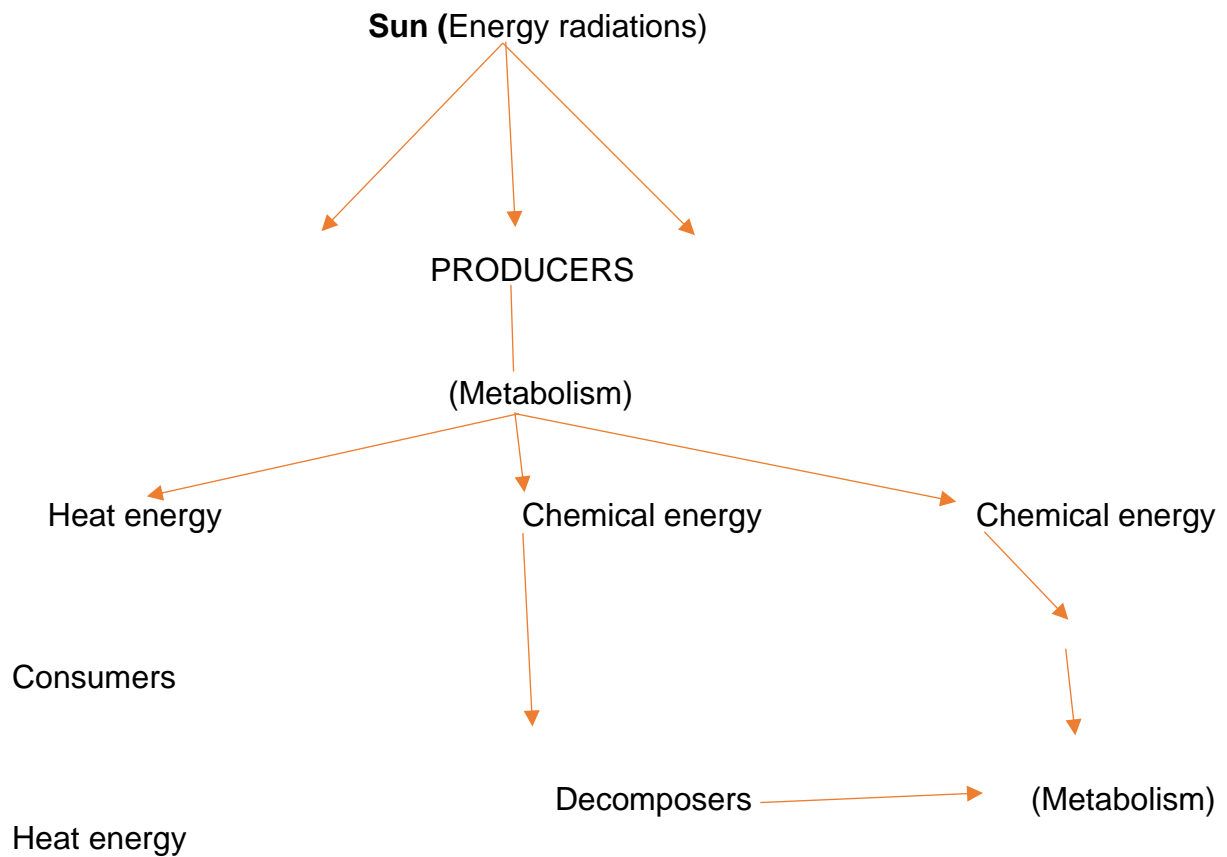 Sun (Energy radiations)
PRODUCERS
(Metabolism)
Heat energy Chemical energy Chemical energy
Consumers
Decomposers (Metabolism)
Heat energy